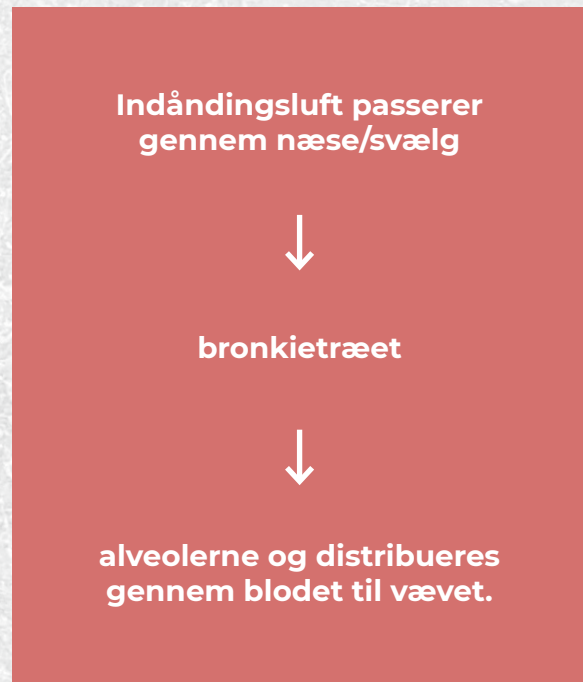 Indåndingsluft passerer
gennem næse/svælg
bronkietræet
alveolerne og distribueres
gennem blodet til vævet.